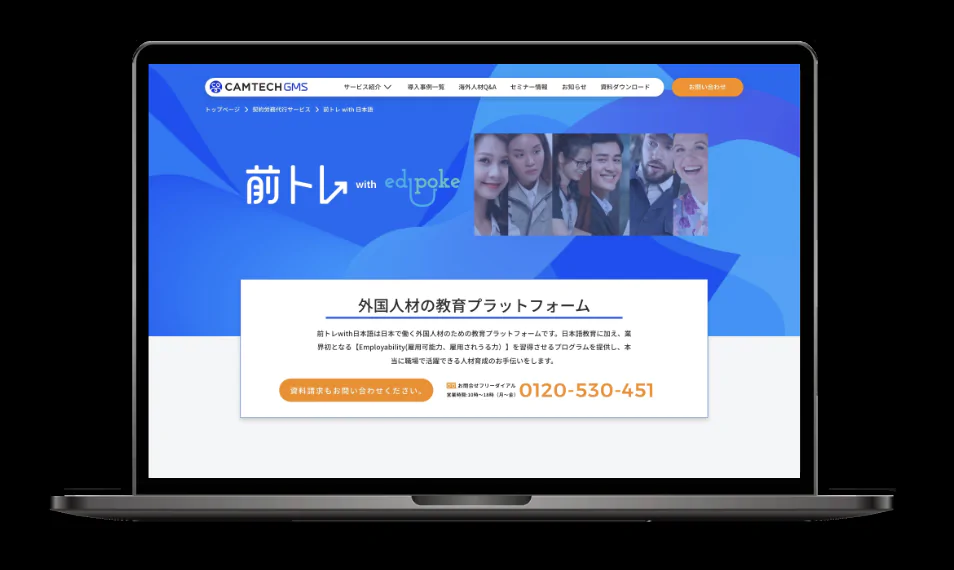 CAMTECH GMS
サービス紹介 導入事例一覧 海外人材Q&A セミナー情報 お知らせ 資料ダウンロード お問い合わせ
トップページ > 契約労務代行サービス > 前トレ with 日本語
前トレ with edipoke
外国人材の教育プラットフォーム
前トレwith日本語は日本で働く外国人材のための教育プラットフォームです。日本語教育に加え、業
界初となる【Employability(雇用可能力、雇用されうる力）】を習得させるプログラムを提供し、本
当に職場で活躍できる人材育成のお手伝いをします。
資料請求もお問い合わせください。
お問合せフリーダイアル
営業時間:10時〜18時（月〜金）
0120-530-451